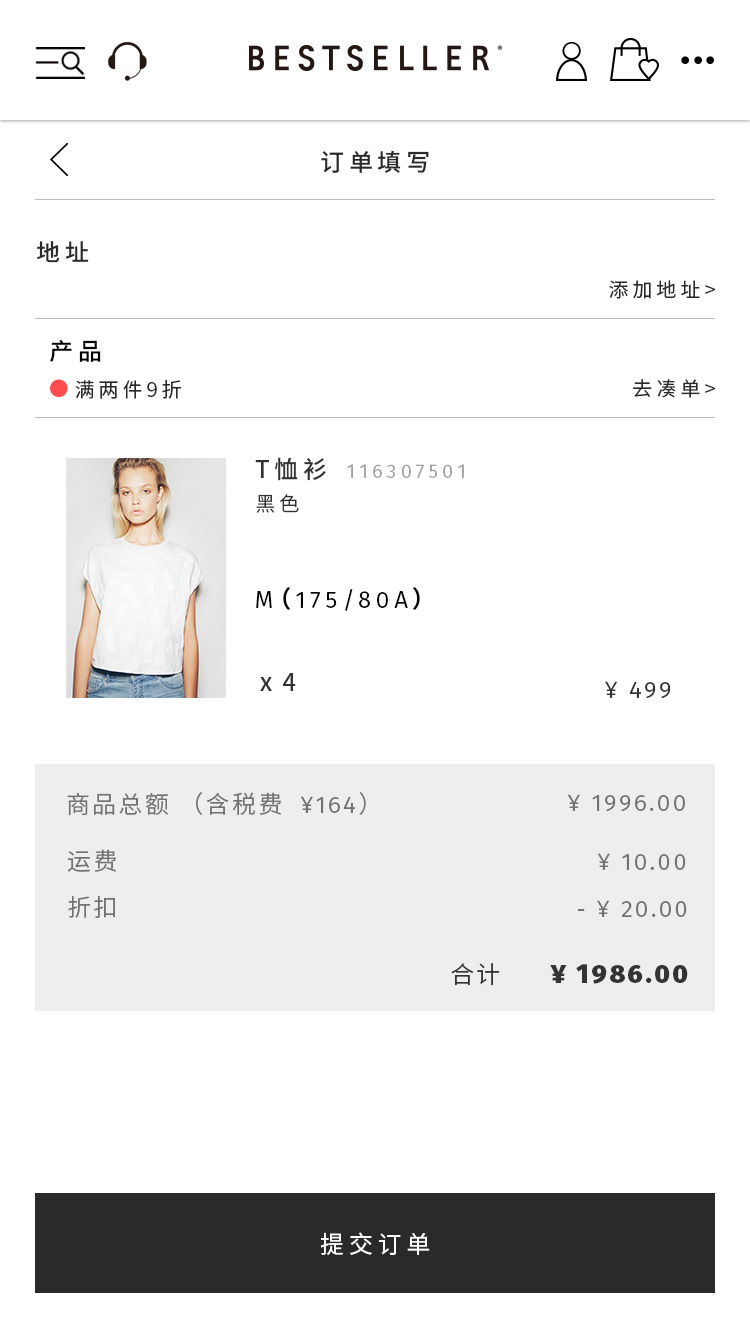 BESTSELLER
订单填写
地址
添加地址>
产品
满两件9折
去凑单>
T恤衫 116307501
黑色
M(175/80A)
x 4
¥ 499
商品总额 （含税费 ¥164） ¥ 1996.00
运费 ¥ 10.00
折扣 - ¥ 20.00
合计 ¥ 1986.00
提交订单